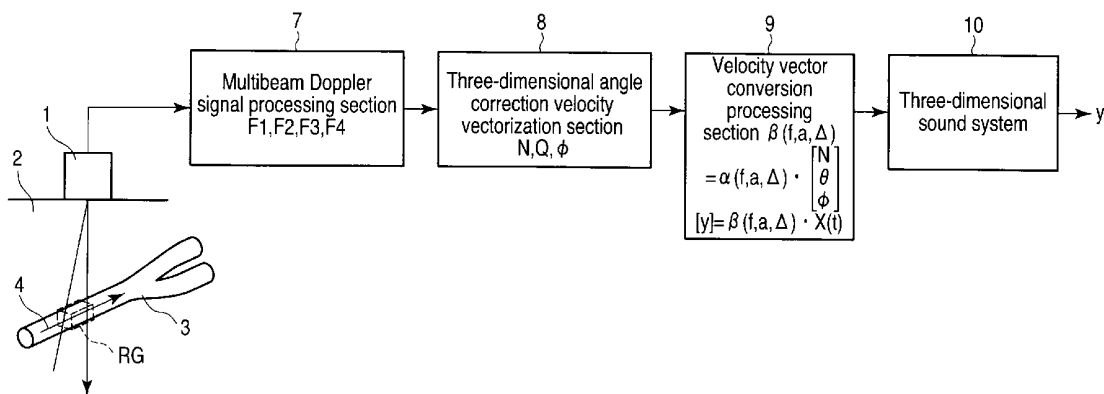 7
Multibeam Doppler
signal processing section
F1,F2,F3,F4
8
Three-dimensional angle
correction velocity
vectorization section
N,Q, ϕ
9
Velocity vector
conversion
processing
section β(f,a,Δ)
=α(f,a,Δ)・[N θ ϕ]
[y]=β(f,a,Δ)・X(t)
10
Three-dimensional
sound system
y
1
2
4
3
RG